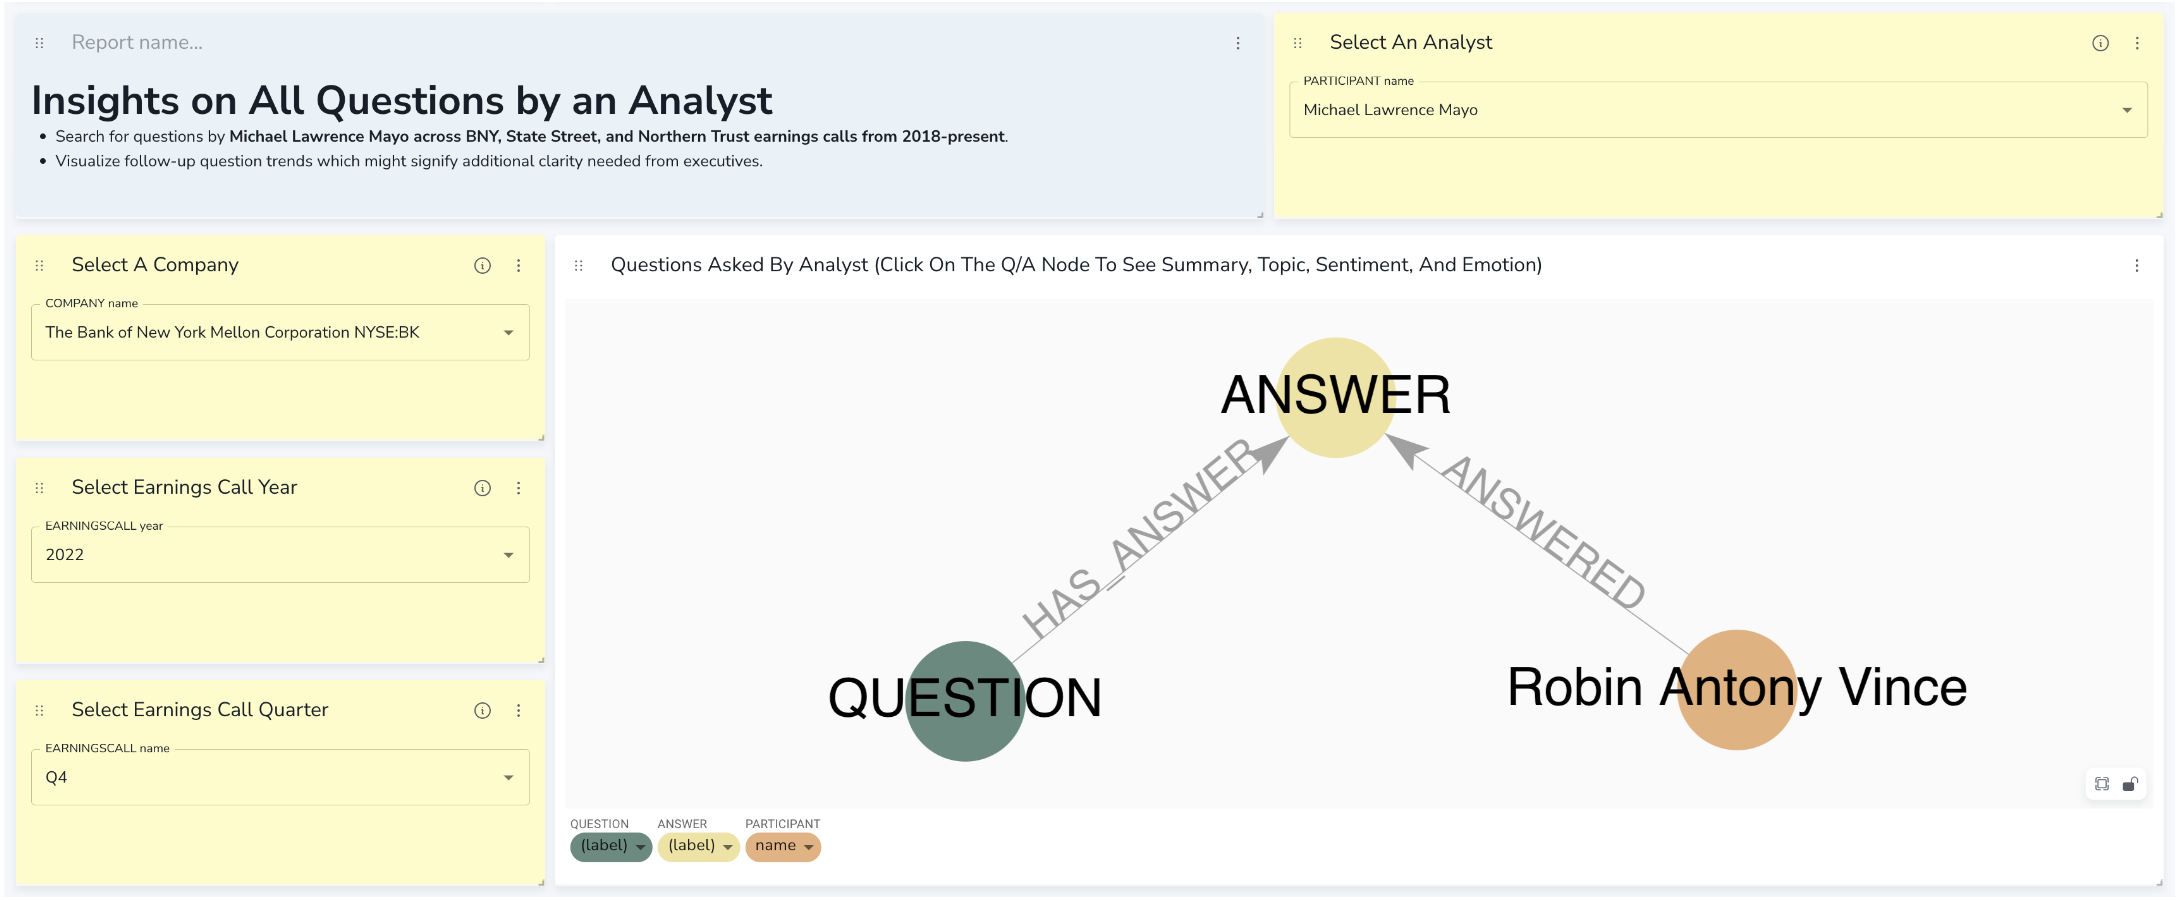 Report name...
Insights on All Questions by an Analyst
• Search for questions by Michael Lawrence Mayo across BNY, State Street, and Northern Trust earnings calls from 2018-present.
• Visualize follow-up question trends which might signify additional clarity needed from executives.
Select An Analyst
PARTICIPANT name
Michael Lawrence Mayo
Select A Company
COMPANY name
The Bank of New York Mellon Corporation NYSE:BK
Select Earnings Call Year
EARNINGSCALL year
2022
Select Earnings Call Quarter
EARNINGSCALL name
Q4
Questions Asked By Analyst (Click On The Q/A Node To See Summary, Topic, Sentiment, And Emotion)
ANSWER
HAS_ANSWER
ANSWERED
QUESTION
Robin Antony Vince
QUESTION ANSWER PARTICIPANT
(label) (label) name